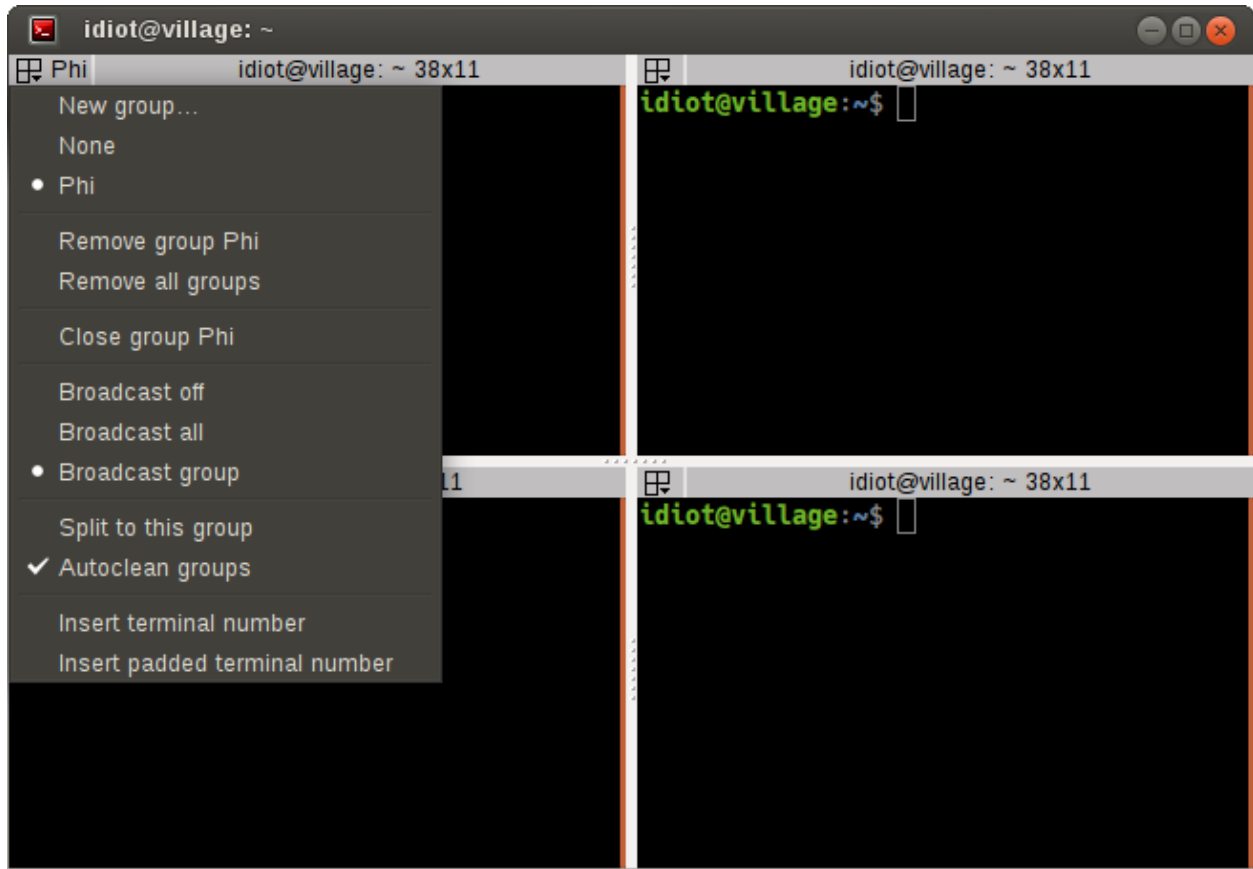 idiot@village: ~
Phi idiot@village: ~ 38x11
idiot@village: ~ 38x11
idiot@village:~$
New group...
None
Phi
Remove group Phi
Remove all groups
Close group Phi
Broadcast off
Broadcast all
Broadcast group
Split to this group
Autoclean groups
Insert terminal number
Insert padded terminal number
11
idiot@village: ~ 38x11
idiot@village:~$